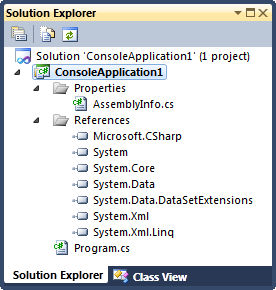 Solution Explorer
Solution 'ConsoleApplication1' (1 project)
ConsoleApplication1
Properties
AssemblyInfo.cs
References
Microsoft.CSharp
System
System.Core
System.Data
System.Data.DataSetExtensions
System.Xml
System.Xml.Linq
Program.cs
Solution Explorer Class View